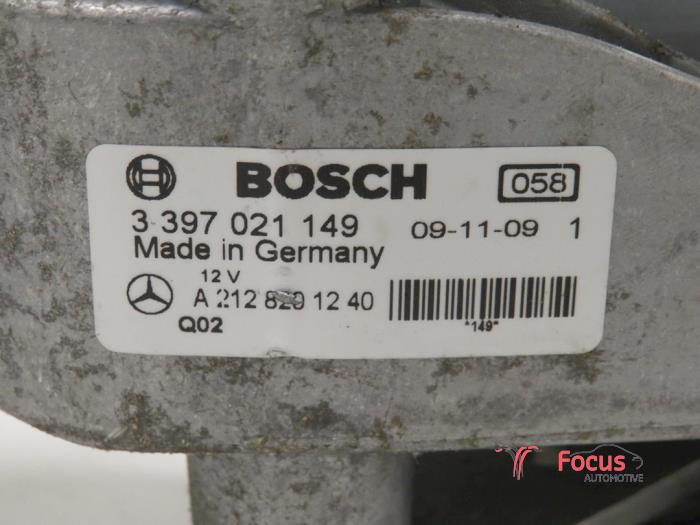 BOSCH 058
3 397 021 149 09-11-09 1
Made in Germany
12 V
A 212 820 12 40
Q02
*149*
Focus
AUTOMOTIVE